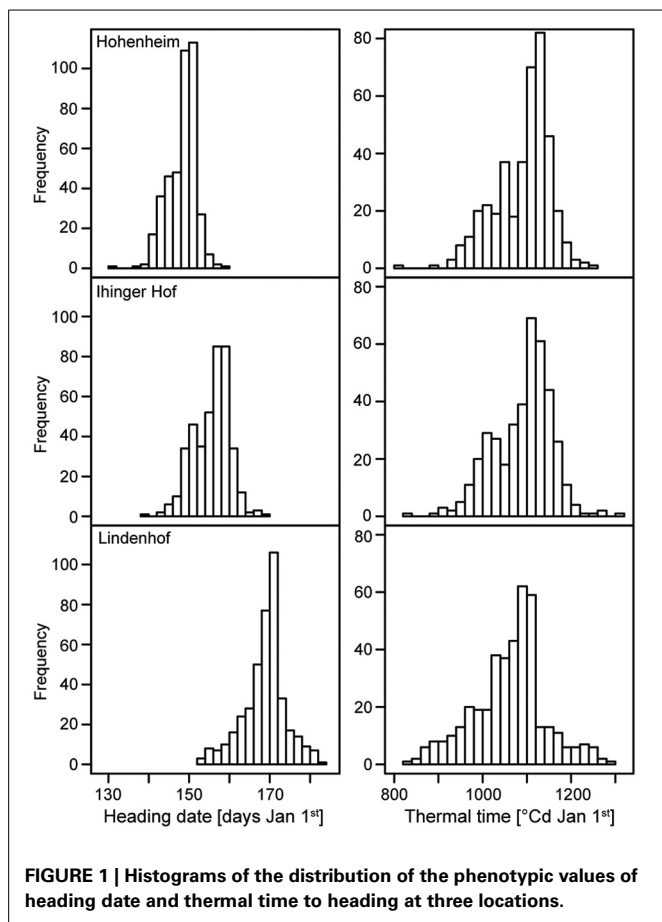 Hohenheim
Frequency
100
80
60
40
20
0
80
60
40
20
0
Ihinger Hof
Frequency
100
80
60
40
20
0
80
60
40
20
0
Lindenhof
Frequency
100
80
60
40
20
0
80
60
40
20
0
130 150 170
Heading date [days Jan 1st]
800 1000 1200
Thermal time [°Cd Jan 1st]
FIGURE 1 | Histograms of the distribution of the phenotypic values of
heading date and thermal time to heading at three locations.